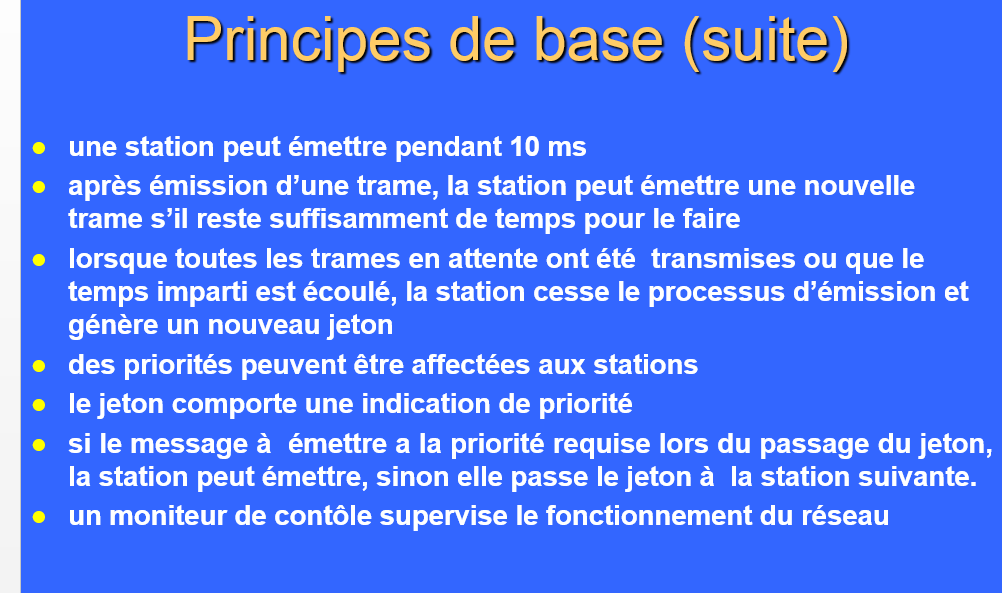 Principes de base (suite)
● une station peut émettre pendant 10 ms
● après émission d’une trame, la station peut émettre une nouvelle
trame s’il reste suffisamment de temps pour le faire
● lorsque toutes les trames en attente ont été  transmises ou que le
temps imparti est écoulé, la station cesse le processus d’émission et
génère un nouveau jeton
● des priorités peuvent être affectées aux stations
● le jeton comporte une indication de priorité
● si le message à  émettre a la priorité requise lors du passage du jeton,
la station peut émettre, sinon elle passe le jeton à  la station suivante.
● un moniteur de contôle supervise le fonctionnement du réseau